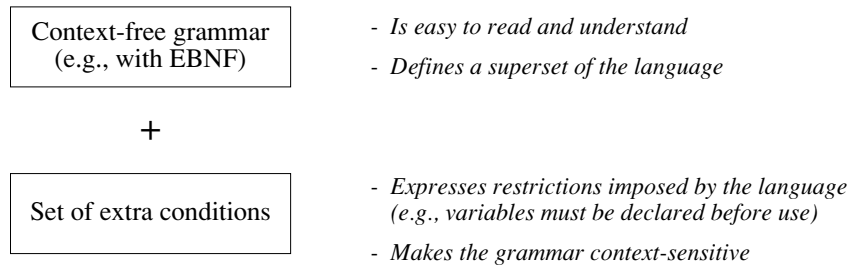 Context-free grammar
(e.g., with EBNF)
- Is easy to read and understand
- Defines a superset of the language
+
Set of extra conditions
- Expresses restrictions imposed by the language
(e.g., variables must be declared before use)
- Makes the grammar context-sensitive